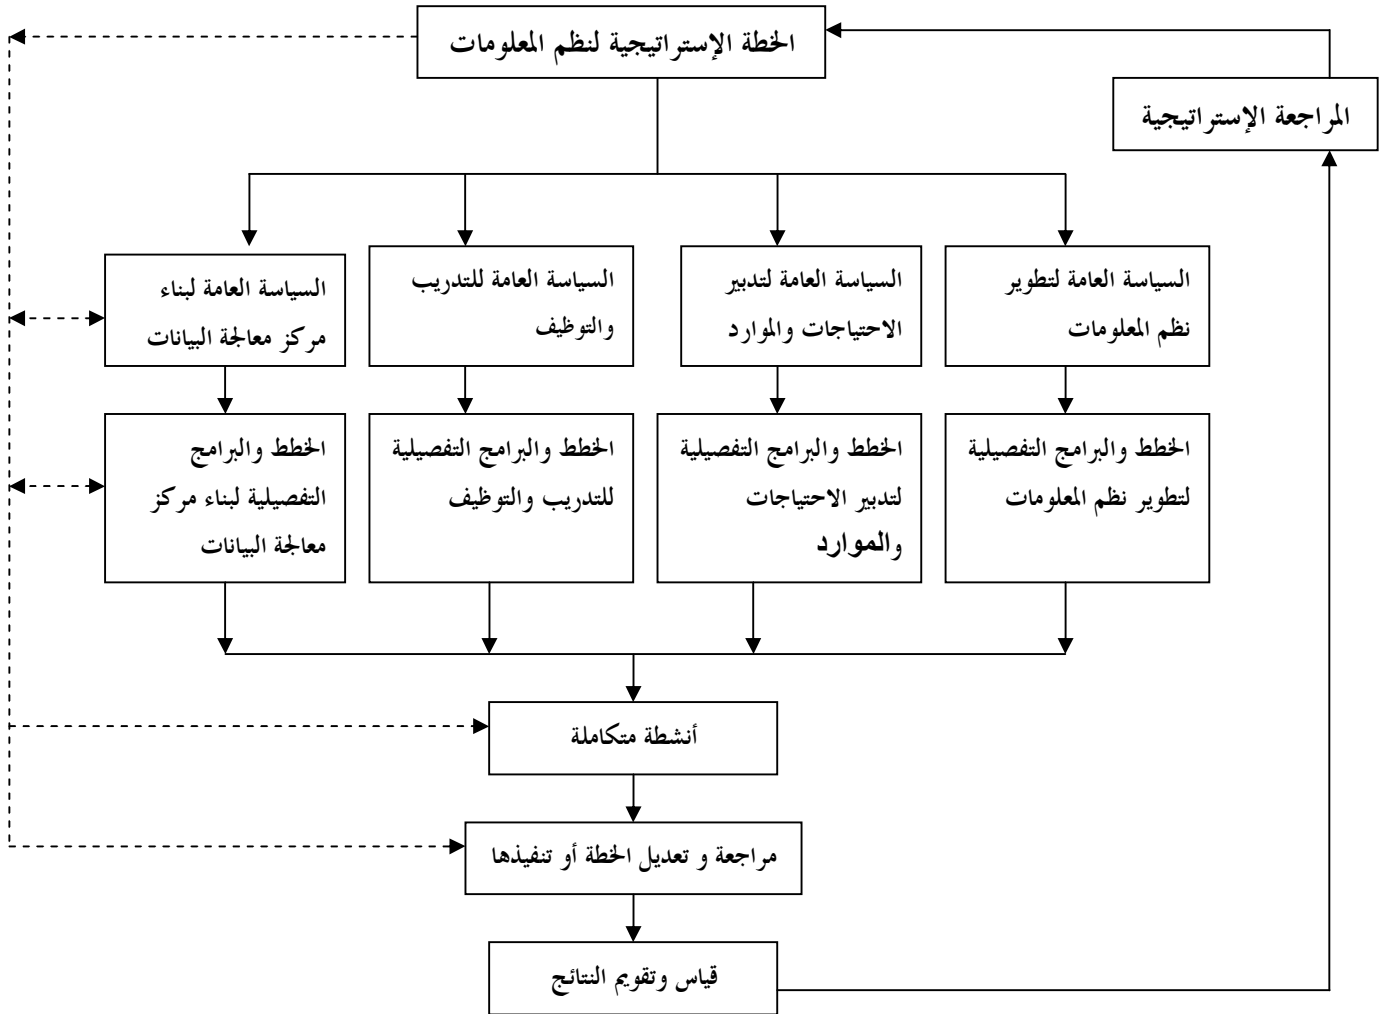 الخطة الإستراتيجية لنظم المعلومات
المراجعة الإستراتيجية
السياسة العامة لتطوير
نظم المعلومات
السياسة العامة لتدبير
الاحتياجات والموارد
السياسة العامة للتدريب
والتوظيف
السياسة العامة لبناء
مركز معالجة البيانات
الخطط والبرامج التفصيلية
لتطوير نظم المعلومات
الخطط والبرامج التفصيلية
لتدبير الاحتياجات
والموارد
الخطط والبرامج التفصيلية
للتدريب والتوظيف
الخطط والبرامج
التفصيلية لبناء مركز
معالجة البيانات
أنشطة متكاملة
مراجعة و تعديل الخطة أو تنفيذها
قياس وتقويم النتائج